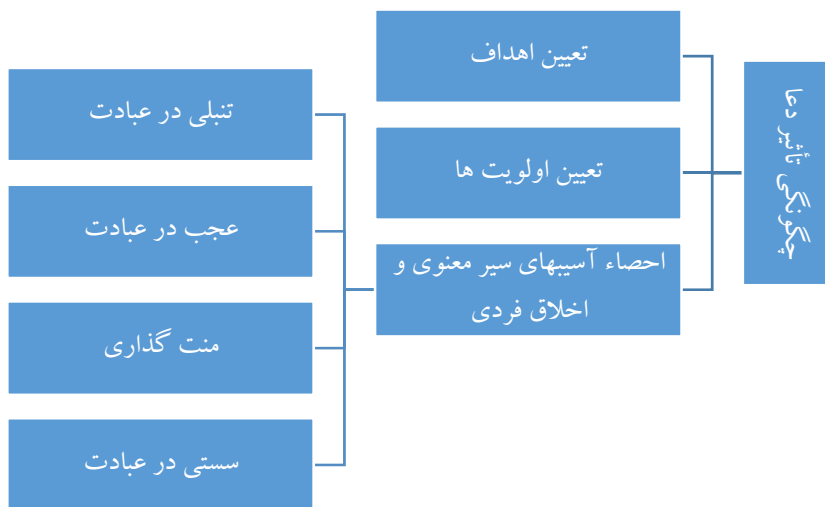 چگونگی تأثیر دعا
تعیین اهداف
تعیین اولویت ها
احصاء آسیبهای سیر معنوی و
اخلاق فردی
تنبلی در عبادت
عجب در عبادت
منت گذاری
سستی در عبادت